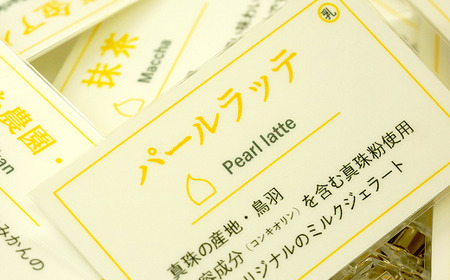 抹茶
Maccha
農園・
みかんの
乳
パールラッテ
Pearl latte
真珠の産地・鳥羽
容成分（コンキオリン）を含む真珠粉使用
リジナルのミルクジェラート